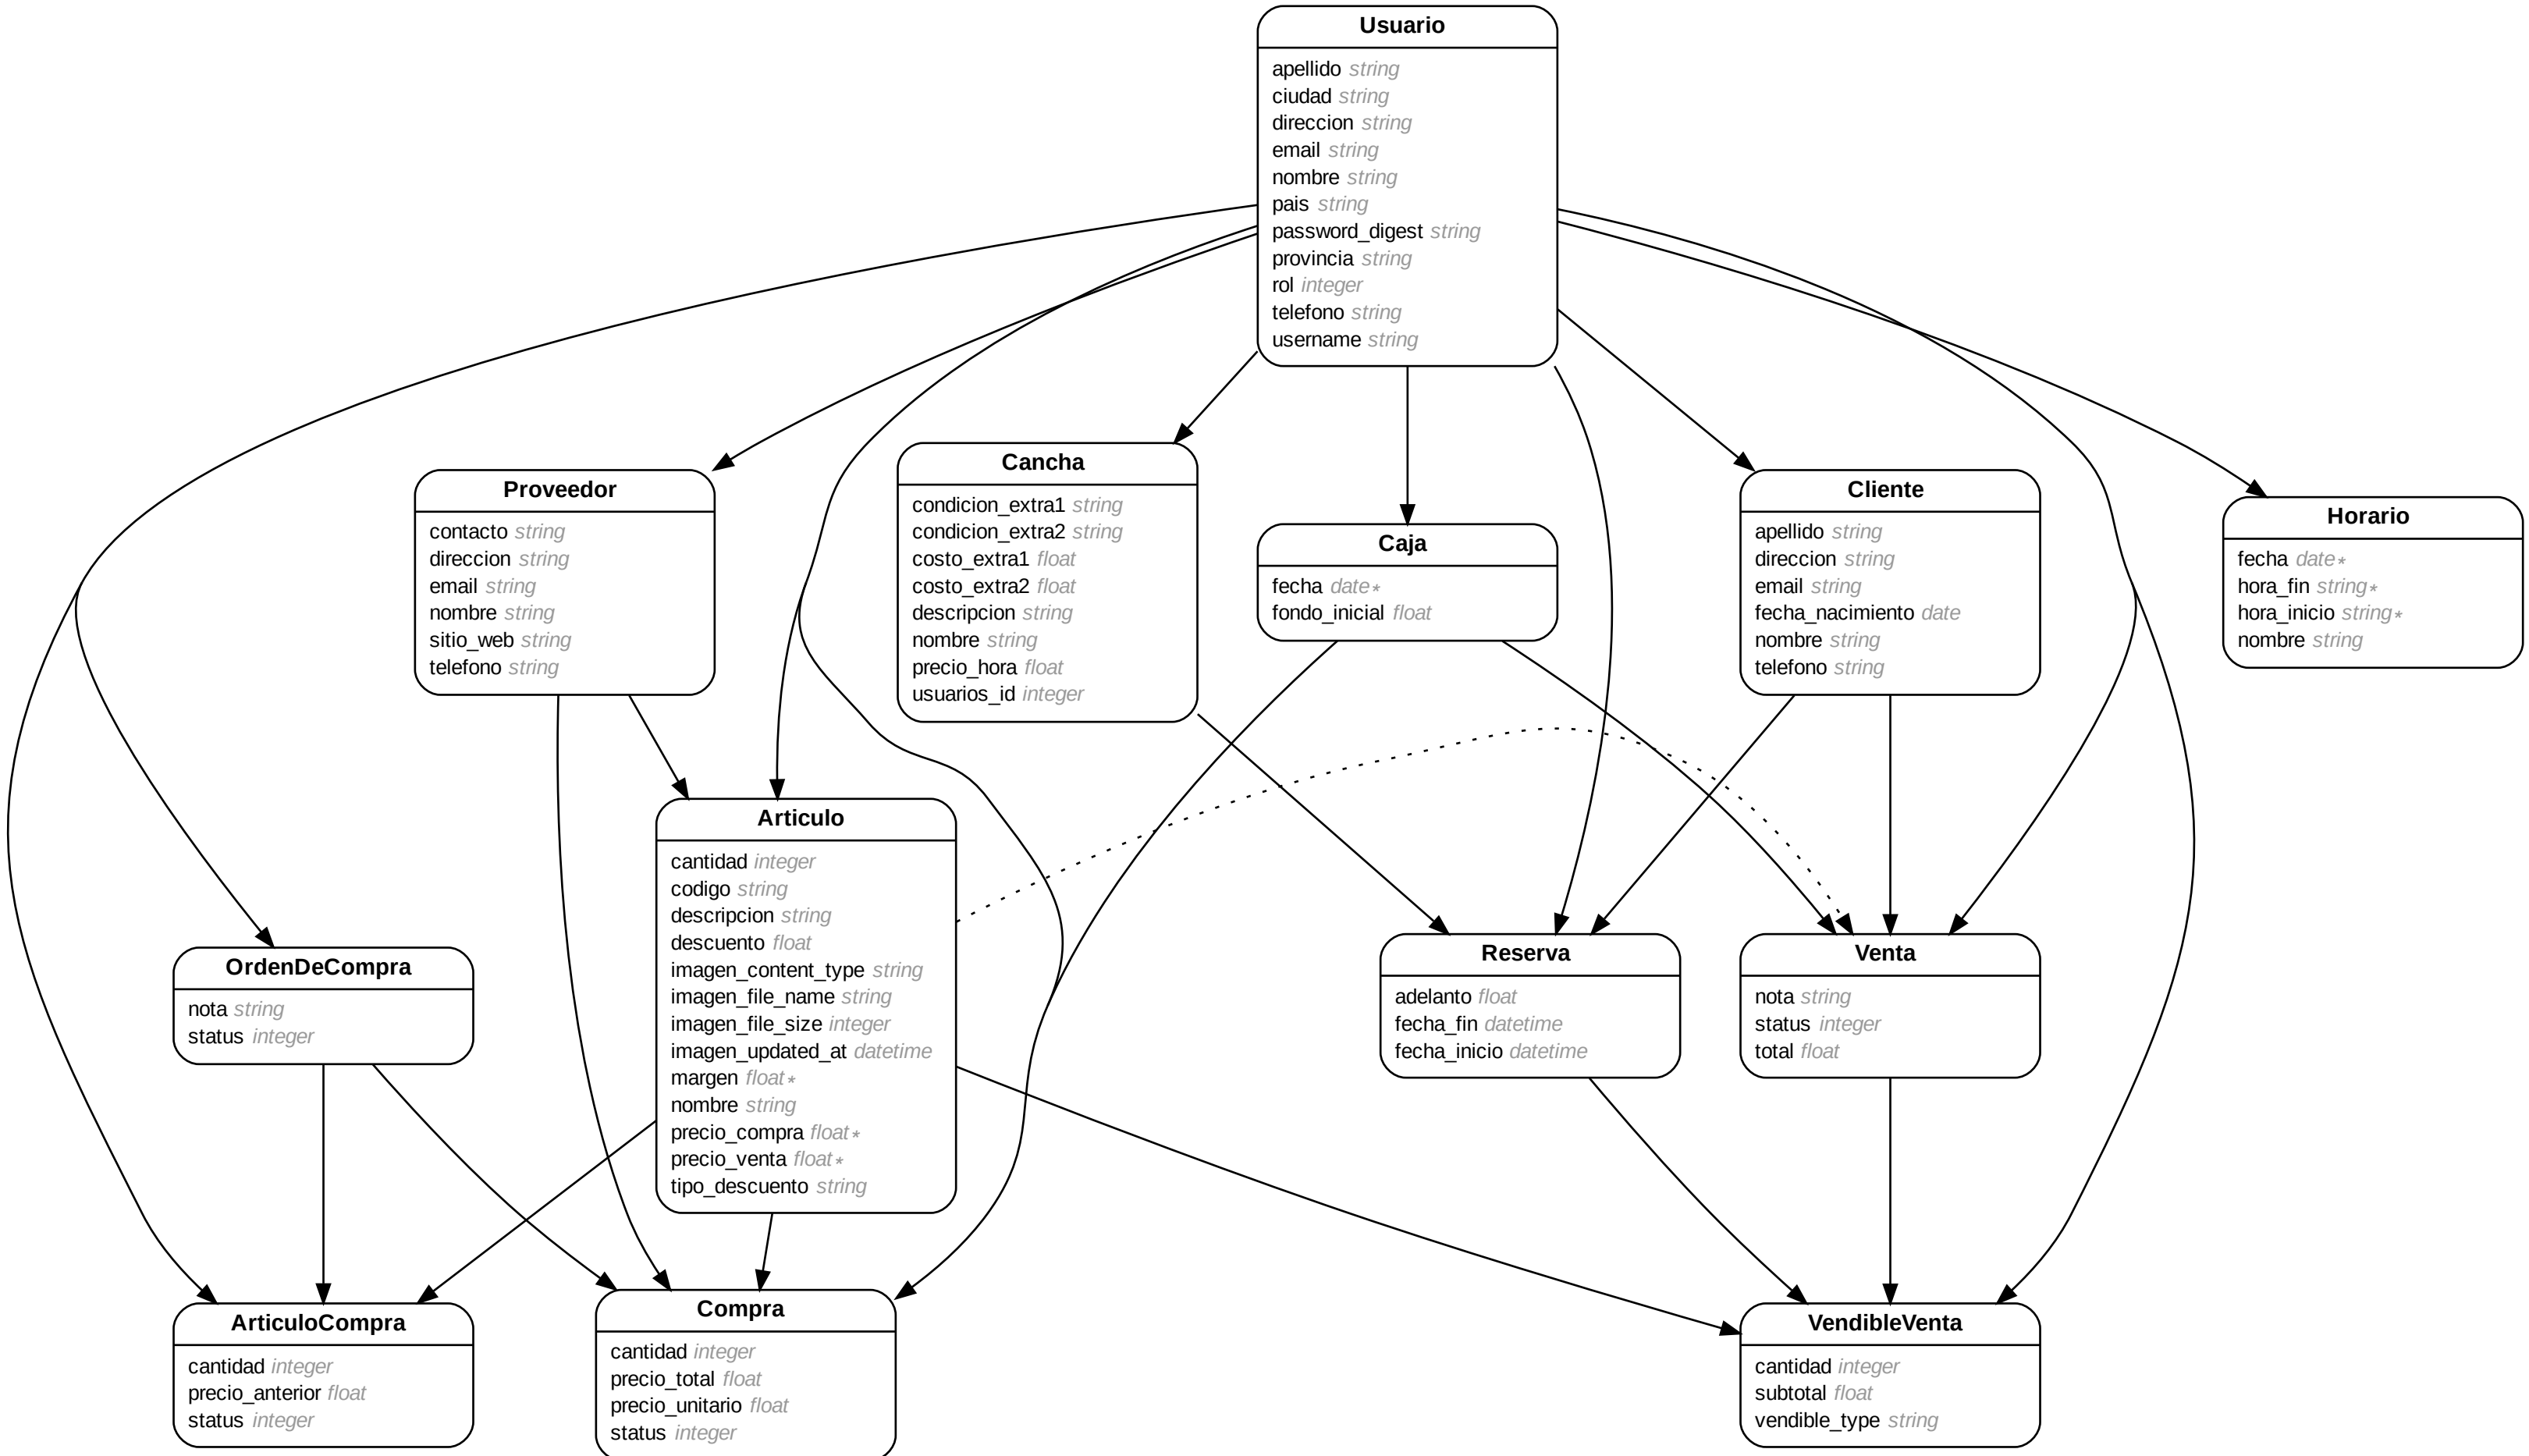 Usuario
apellido string
ciudad string
direccion string
email string
nombre string
pais string
password_digest string
provincia string
rol integer
telefono string
username string
Proveedor
contacto string
direccion string
email string
nombre string
sitio_web string
telefono string
Cancha
condicion_extra1 string
condicion_extra2 string
costo_extra1 float
costo_extra2 float
descripcion string
nombre string
precio_hora float
usuarios_id integer
Caja
fecha date*
fondo_inicial float
Cliente
apellido string
direccion string
email string
fecha_nacimiento date
nombre string
telefono string
Horario
fecha date*
hora_fin string*
hora_inicio string*
nombre string
Articulo
cantidad integer
codigo string
descripcion string
descuento float
imagen_content_type string
imagen_file_name string
imagen_file_size integer
imagen_updated_at datetime
margen float*
nombre string
precio_compra float*
precio_venta float*
tipo_descuento string
OrdenDeCompra
nota string
status integer
Reserva
adelanto float
fecha_fin datetime
fecha_inicio datetime
Venta
nota string
status integer
total float
ArticuloCompra
cantidad integer
precio_anterior float
status integer
Compra
cantidad integer
precio_total float
precio_unitario float
status integer
VendibleVenta
cantidad integer
subtotal float
vendible_type string